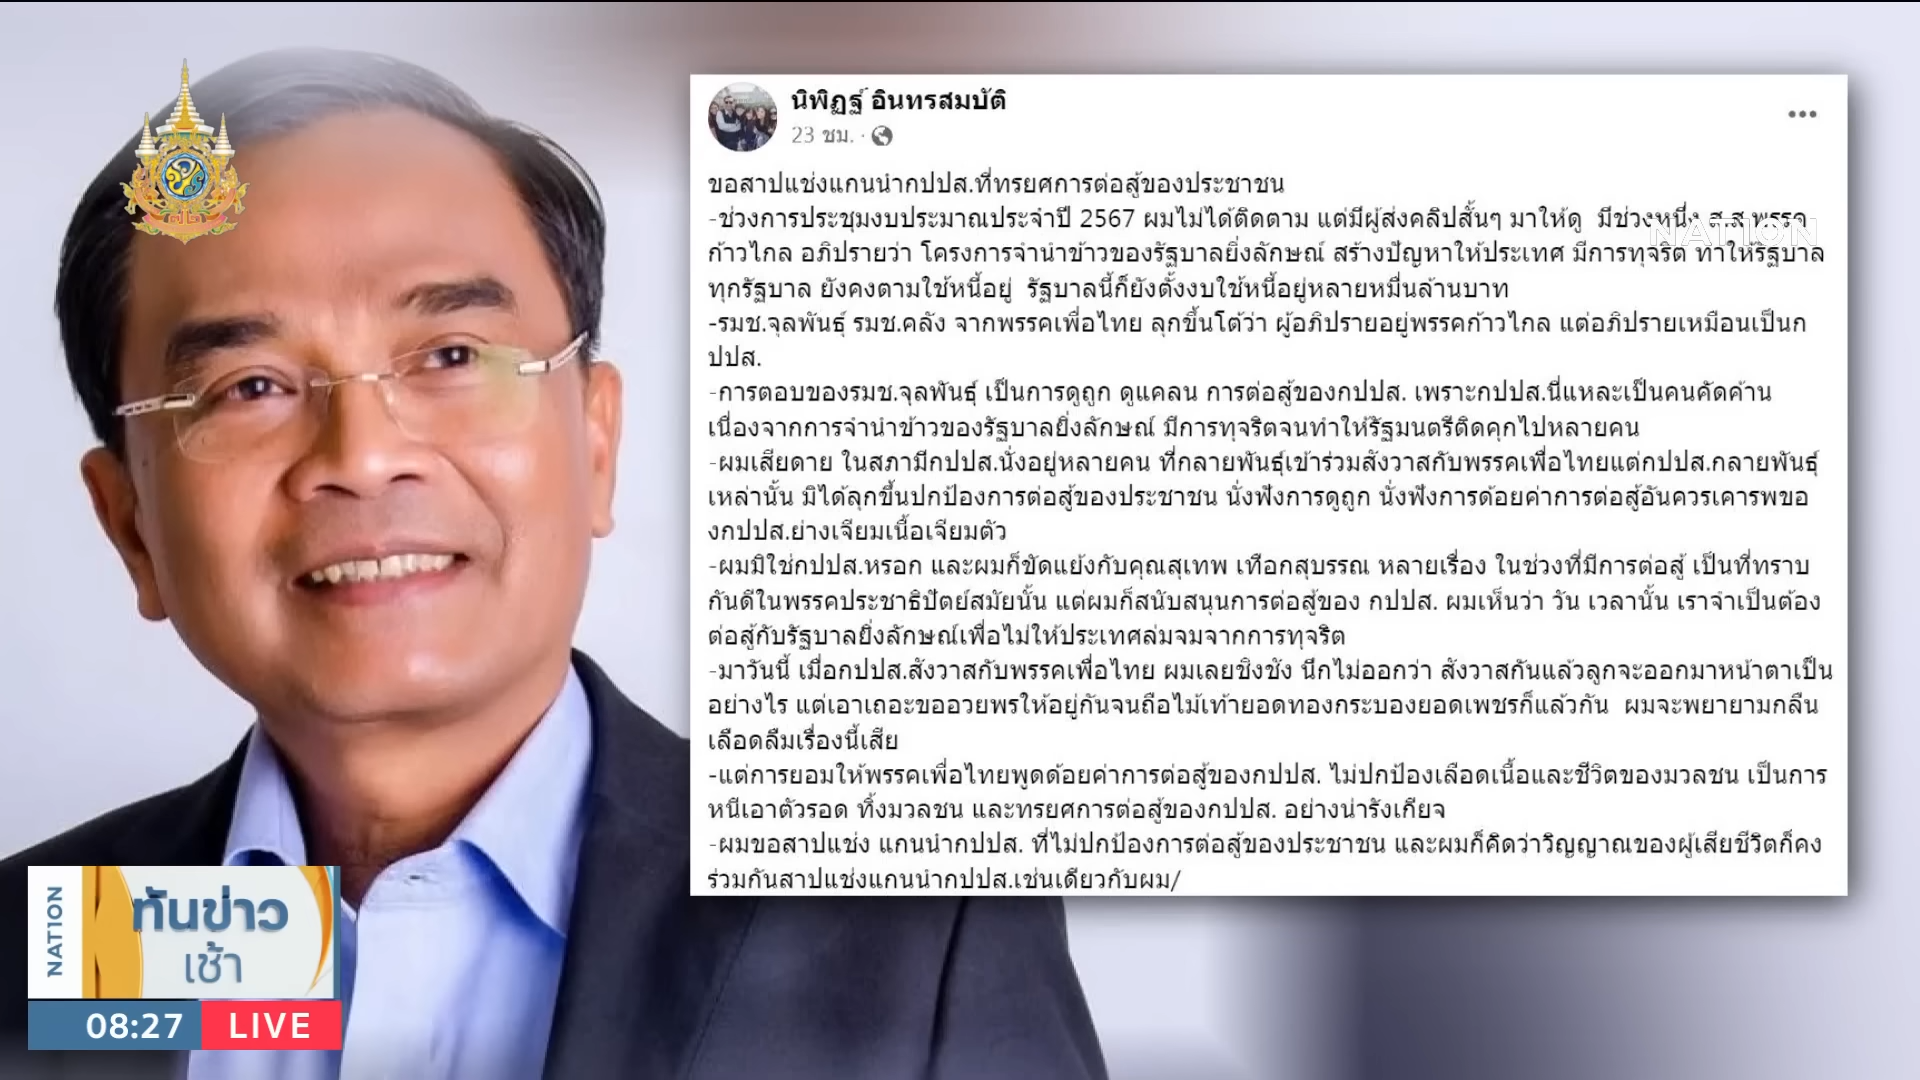 นิพิฏฐ์ อินทรสมบัติ
23 ชม. ·
ขอสาปแช่งแกนนำกปปส.ที่ทรยศการต่อสู้ของประชาชน
-ช่วงการประชุมงบประมาณประจำปี 2567 ผมไม่ได้ติดตาม แต่มีผู้ส่งคลิปสั้นๆ มาให้ดู  มีช่วงหนึ่ง ส.ส.พรรค
NATION
ก้าวไกล อภิปรายว่า โครงการจำนำข้าวของรัฐบาลยิ่งลักษณ์ สร้างปัญหาให้ประเทศ มีการทุจริต ทำให้รัฐบาล
ทุกรัฐบาล ยังคงตามใช้หนี้อยู่  รัฐบาลนี้ก็ยังตั้งงบใช้หนี้อยู่หลายหมื่นล้านบาท
-รมช.จุลพันธุ์ รมช.คลัง จากพรรคเพื่อไทย ลุกขึ้นโต้ว่า ผู้อภิปรายอยู่พรรคก้าวไกล แต่อภิปรายเหมือนเป็นก
ปปส.
-การตอบของรมช.จุลพันธุ์ เป็นการดูถูก ดูแคลน การต่อสู้ของกปปส. เพราะกปปส.นี่แหละเป็นคนคัดค้าน
เนื่องจากการจำนำข้าวของรัฐบาลยิ่งลักษณ์ มีการทุจริตจนทำให้รัฐมนตรีติดคุกไปหลายคน
-ผมเสียดาย ในสภามีกปปส.นั่งอยู่หลายคน ที่กลายพันธุ์เข้าร่วมสังวาสกับพรรคเพื่อไทยแต่กปปส.กลายพันธุ์
เหล่านั้น มิได้ลุกขึ้นปกป้องการต่อสู้ของประชาชน นั่งฟังการดูถูก นั่งฟังการด้อยค่าการต่อสู้อันควรเคารพขอ
งกปปส.ย่างเจียมเนื้อเจียมตัว
-ผมมิใช่กปปส.หรอก และผมก็ขัดแย้งกับคุณสุเทพ เทือกสุบรรณ หลายเรื่อง ในช่วงที่มีการต่อสู้ เป็นที่ทราบ
กันดีในพรรคประชาธิปัตย์สมัยนั้น แต่ผมก็สนับสนุนการต่อสู้ของ กปปส. ผมเห็นว่า วัน เวลานั้น เราจำเป็นต้อง
ต่อสู้กับรัฐบาลยิ่งลักษณ์เพื่อไม่ให้ประเทศล่มจมจากการทุจริต
-มาวันนี้ เมื่อกปปส.สังวาสกับพรรคเพื่อไทย ผมเลยชิงชัง นึกไม่ออกว่า สังวาสกันแล้วลูกจะออกมาหน้าตาเป็น
อย่างไร แต่เอาเถอะขออวยพรให้อยู่กันจนถือไม้เท้ายอดทองกระบองยอดเพชรก็แล้วกัน  ผมจะพยายามกลืน
เลือดลืมเรื่องนี้เสีย
-แต่การยอมให้พรรคเพื่อไทยพูดด้อยค่าการต่อสู้ของกปปส. ไม่ปกป้องเลือดเนื้อและชีวิตของมวลชน เป็นการ
หนีเอาตัวรอด ทิ้งมวลชน และทรยศการต่อสู้ของกปปส. อย่างน่ารังเกียจ
-ผมขอสาปแช่ง แกนนำกปปส. ที่ไม่ปกป้องการต่อสู้ของประชาชน และผมก็คิดว่าวิญญาณของผู้เสียชีวิตก็คง
ร่วมกันสาปแช่งแกนนำกปปส.เช่นเดียวกับผม/
NATION
ทันข่าว
เช้า
08:27 LIVE